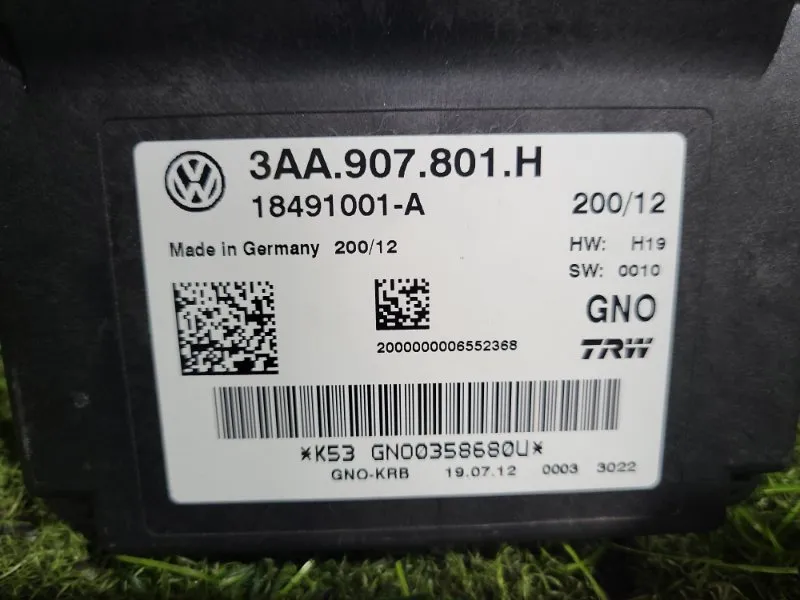 3AA.907.801.H
18491001-A 200/12
Made in Germany 200/12 HW: H19
SW: 0010
GNO
2000000006552368
TRW
*K53 GNO0358680U*
GNO-KRB 19.07.12 0003 3022